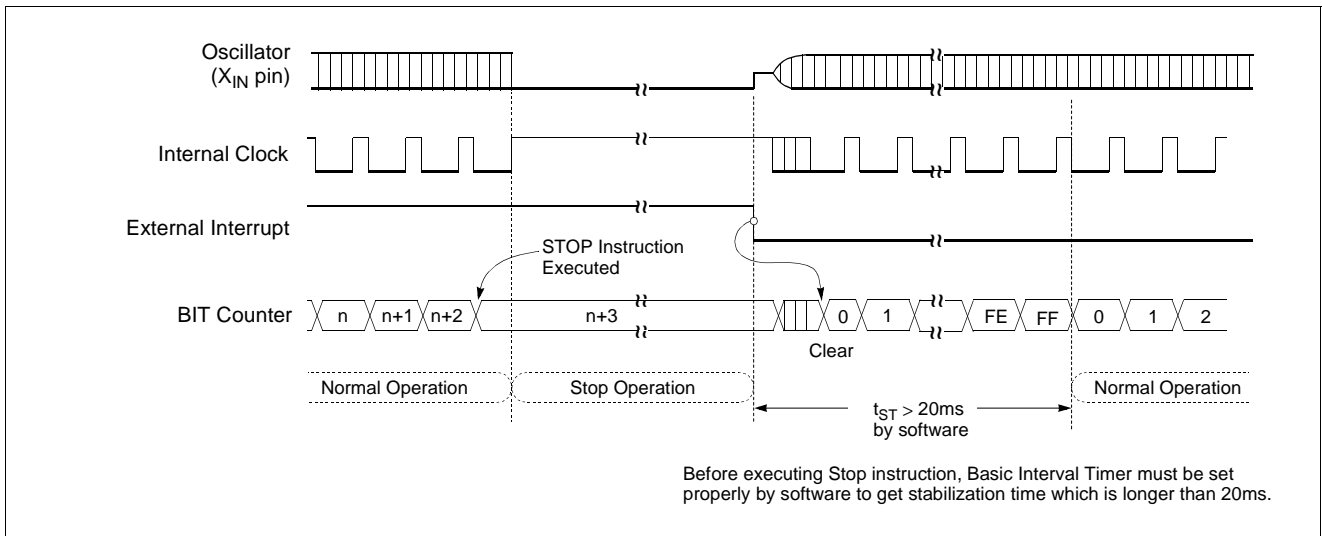 Oscillator
(XIN pin)
Internal Clock
External Interrupt
STOP Instruction
Executed
BIT Counter
n
n+1
n+2
n+3
0
1
FE
FF
0
1
2
Clear
Normal Operation
Stop Operation
Normal Operation
tST > 20ms
by software
Before executing Stop instruction, Basic Interval Timer must be set
properly by software to get stabilization time which is longer than 20ms.